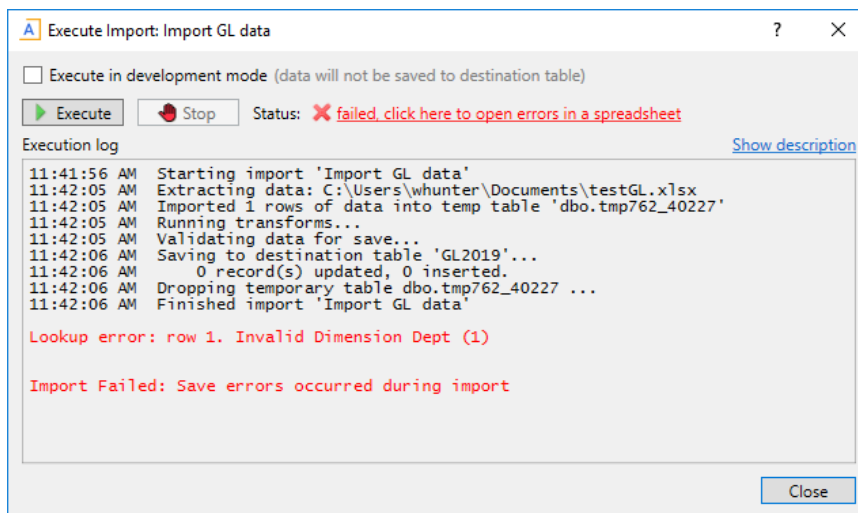 A Execute Import: Import GL data ?
Execute in development mode (data will not be saved to destination table)
Execute Stop Status: failed, click here to open errors in a spreadsheet
Execution log Show description
11:41:56 AM Starting import 'Import GL data'
11:42:05 AM Extracting data: C:\Users\whunter\Documents\testGL.xlsx
11:42:05 AM Imported 1 rows of data into temp table 'dbo.tmp762_40227'
11:42:05 AM Running transforms...
11:42:05 AM Validating data for save...
11:42:06 AM Saving to destination table 'GL2019'...
11:42:06 AM 0 record(s) updated, 0 inserted.
11:42:06 AM Dropping temporary table dbo.tmp762_40227 ...
11:42:06 AM Finished import 'Import GL data'
Lookup error: row 1. Invalid Dimension Dept (1)
Import Failed: Save errors occurred during import
Close